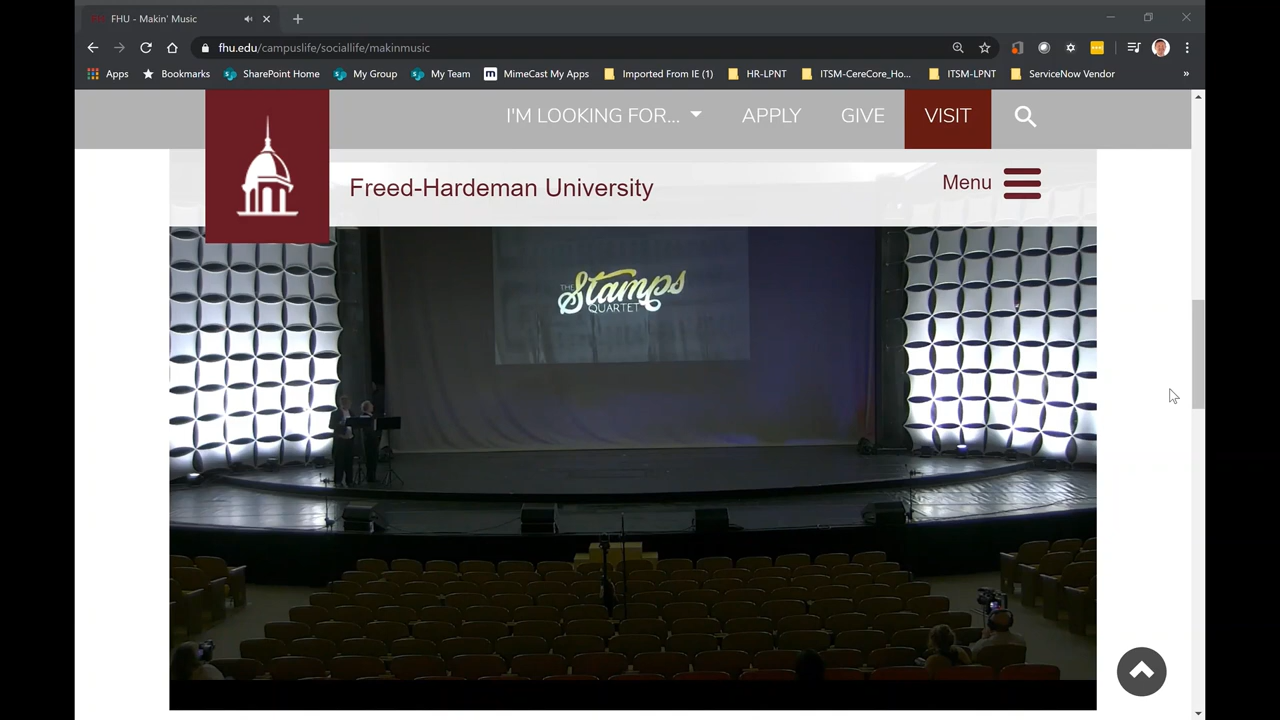 FHU - Makin' Music
fhu.edu/campuslife/sociallife/makinmusic
Apps Bookmarks SharePoint Home My Group My Team MimeCast My Apps Imported From IE (1) HR-LPNT ITSM-CereCore_Ho... ITSM-LPNT ServiceNow Vendor »
I'M LOOKING FOR... APPLY GIVE VISIT
Freed-Hardeman University
Menu
THE Stamps
QUARTET